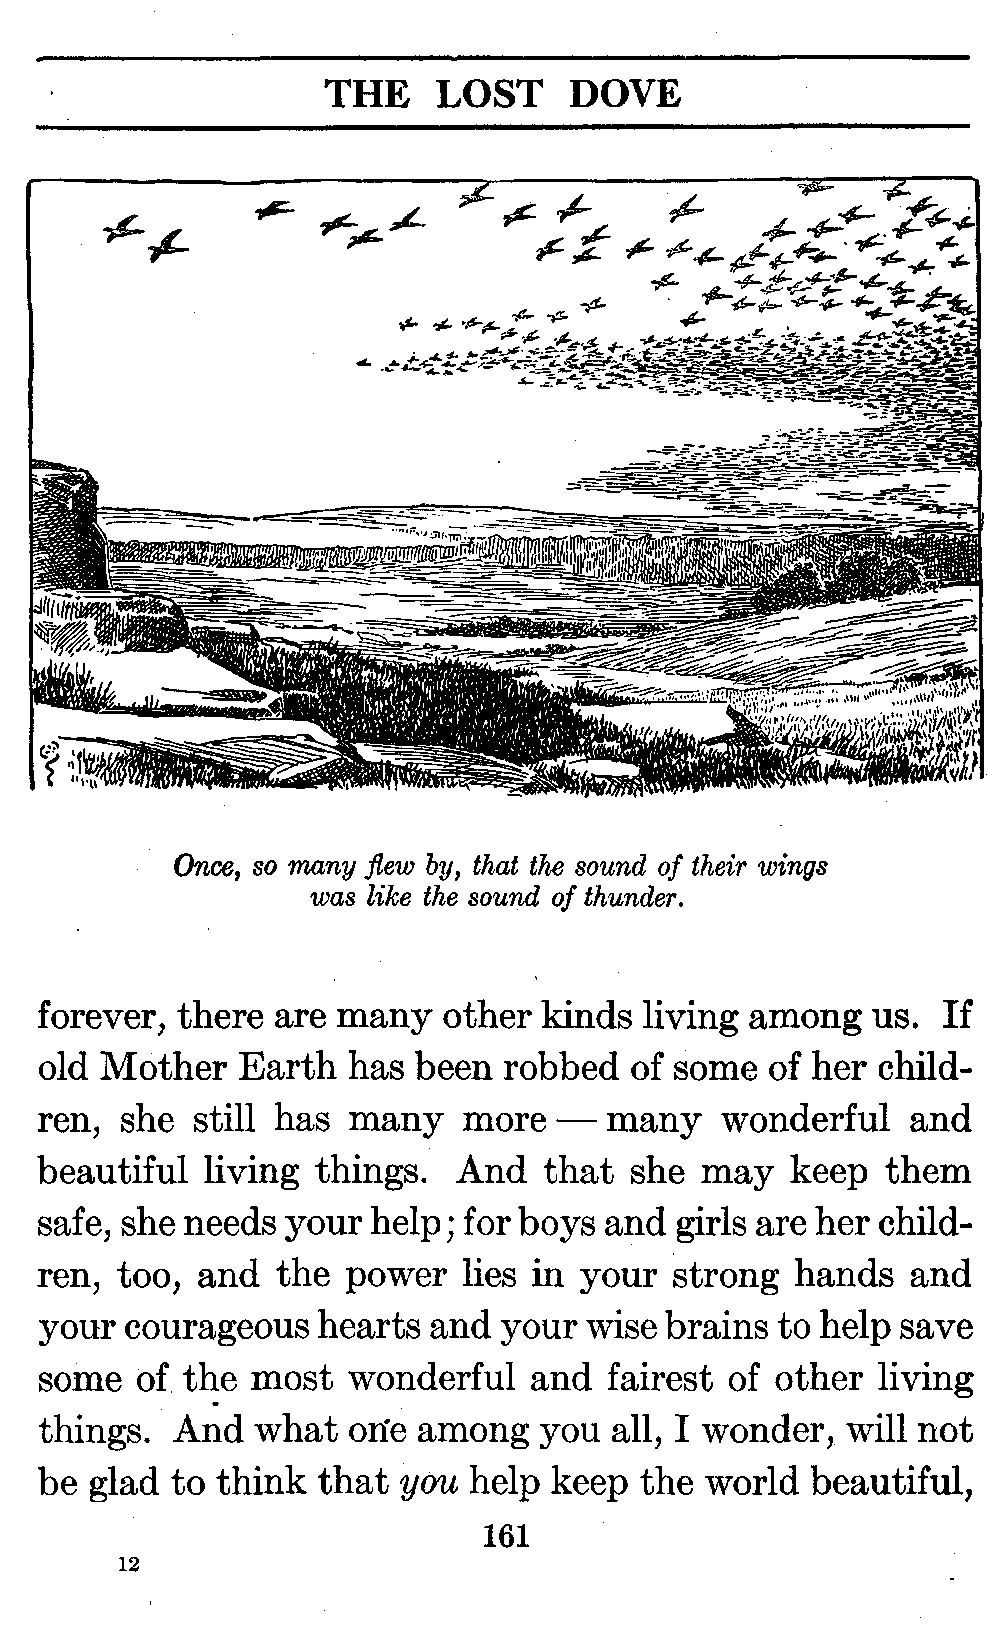 THE LOST DOVE
Once, so many flew by, that the sound of their wings
was like the sound of thunder.
forever, there are many other kinds living among us. If
old Mother Earth has been robbed of some of her child-
ren, she still has many more — many wonderful and
beautiful living things. And that she may keep them
safe, she needs your help; for boys and girls are her child-
ren, too, and the power lies in your strong hands and
your courageous hearts and your wise brains to help save
some of the most wonderful and fairest of other living
things. And what one among you all, I wonder, will not
be glad to think that you help keep the world beautiful,
161
12